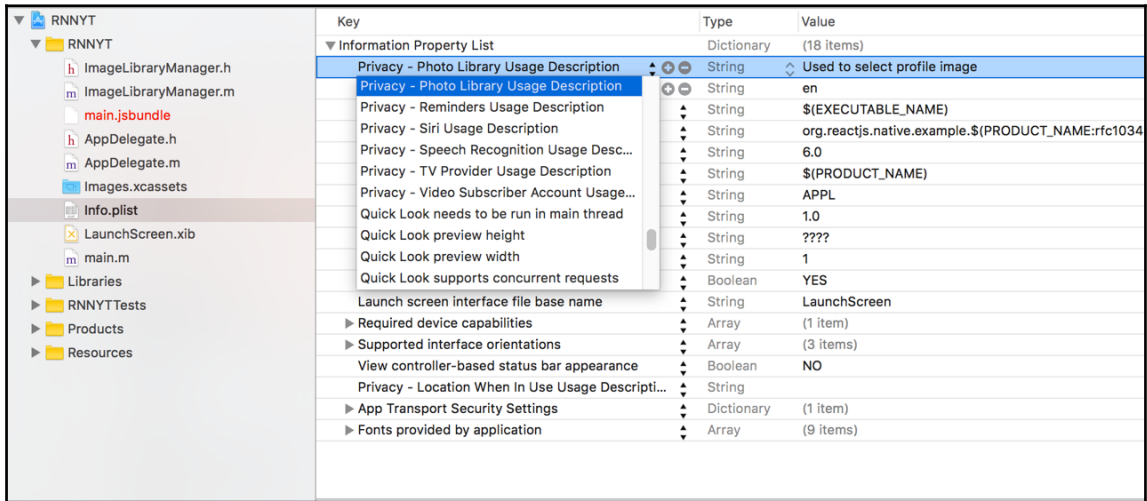 RNNYT
RNNYT
ImageLibraryManager.h
ImageLibraryManager.m
main.jsbundle
AppDelegate.h
AppDelegate.m
Images.xcassets
Info.plist
LaunchScreen.xib
main.m
Libraries
RNNYTTests
Products
Resources
Key Type Value
Information Property List Dictionary (18 items)
Privacy - Photo Library Usage Description String Used to select profile image
Privacy - Photo Library Usage Description String en
Privacy - Reminders Usage Description String $(EXECUTABLE_NAME)
Privacy - Siri Usage Description String org.reactjs.native.example.$(PRODUCT_NAME:rfc1034
Privacy - Speech Recognition Usage Desc... String 6.0
Privacy - TV Provider Usage Description String $(PRODUCT_NAME)
Privacy - Video Subscriber Account Usage... String APPL
Quick Look needs to be run in main thread String 1.0
Quick Look preview height String ????
Quick Look preview width String 1
Quick Look supports concurrent requests Boolean YES
Launch screen interface file base name String LaunchScreen
Required device capabilities Array (1 item)
Supported interface orientations Array (3 items)
View controller-based status bar appearance Boolean NO
Privacy - Location When In Use Usage Descripti... String
App Transport Security Settings Dictionary (1 item)
Fonts provided by application Array (9 items)